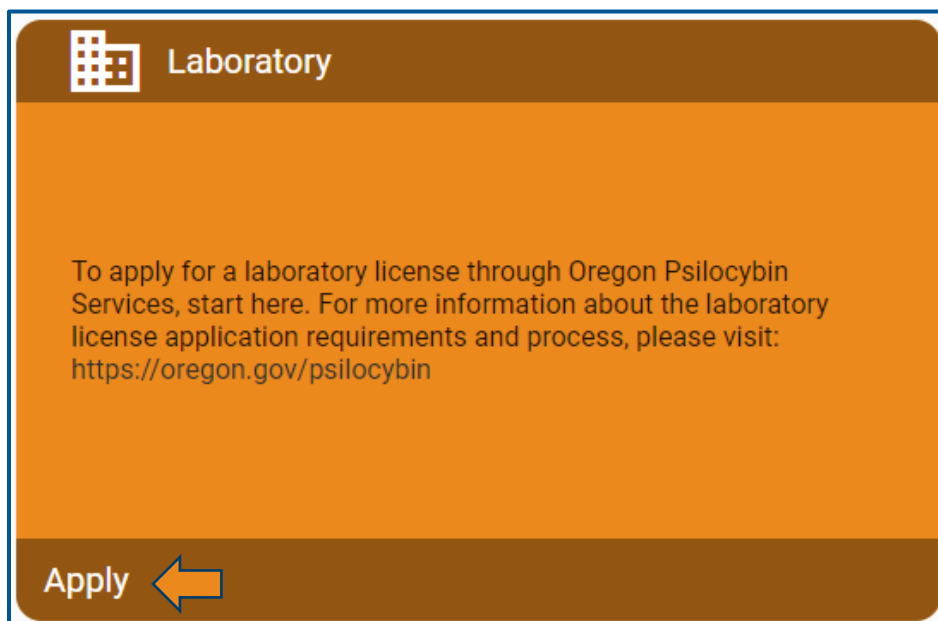 Laboratory
To apply for a laboratory license through Oregon Psilocybin
Services, start here. For more information about the laboratory
license application requirements and process, please visit:
https://oregon.gov/psilocybin
Apply